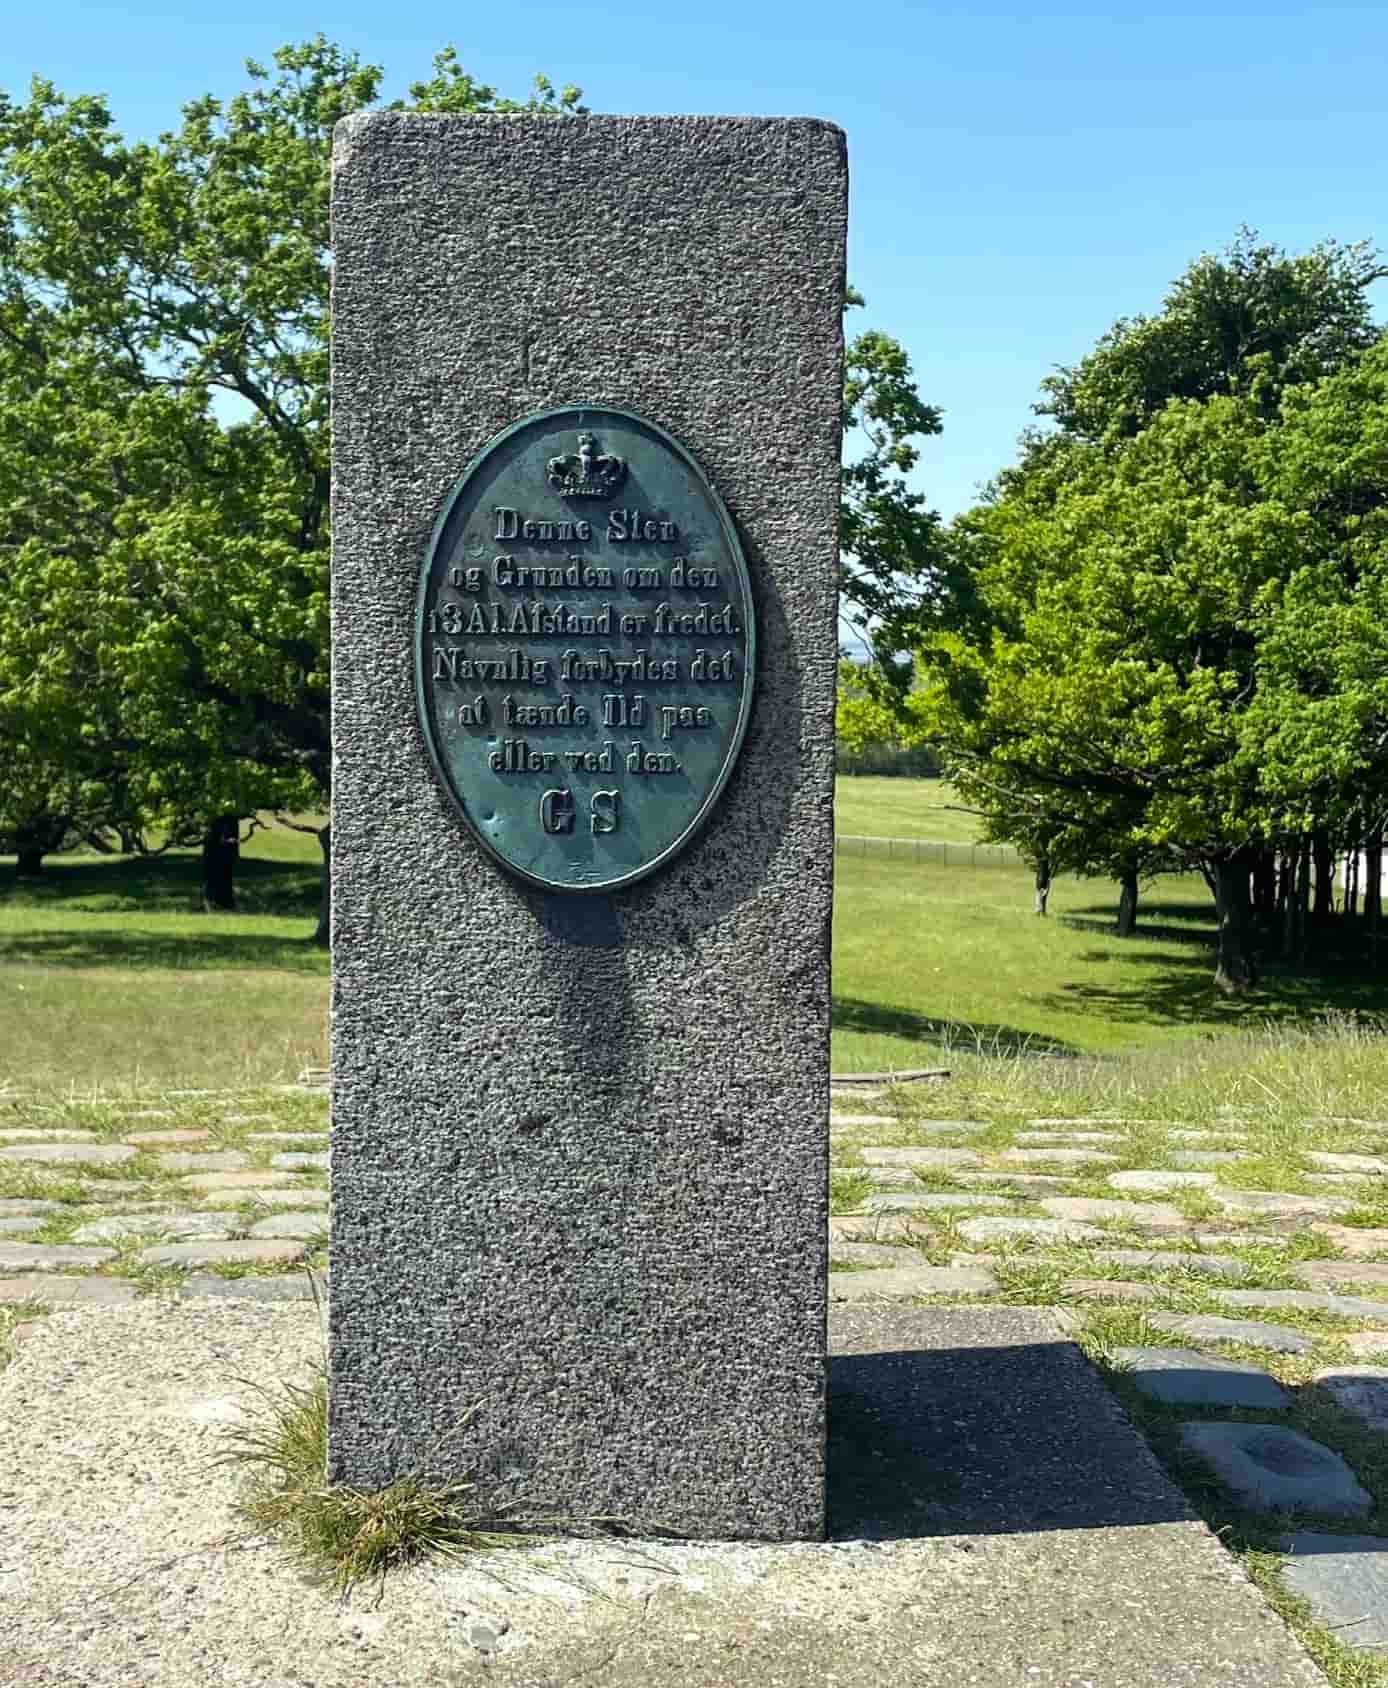 Denne Sten
og Grunden om den
i 3 Al. Afstand er fredet.
Navnlig forbydes det
at tænde Ild paa
eller ved den.
G S